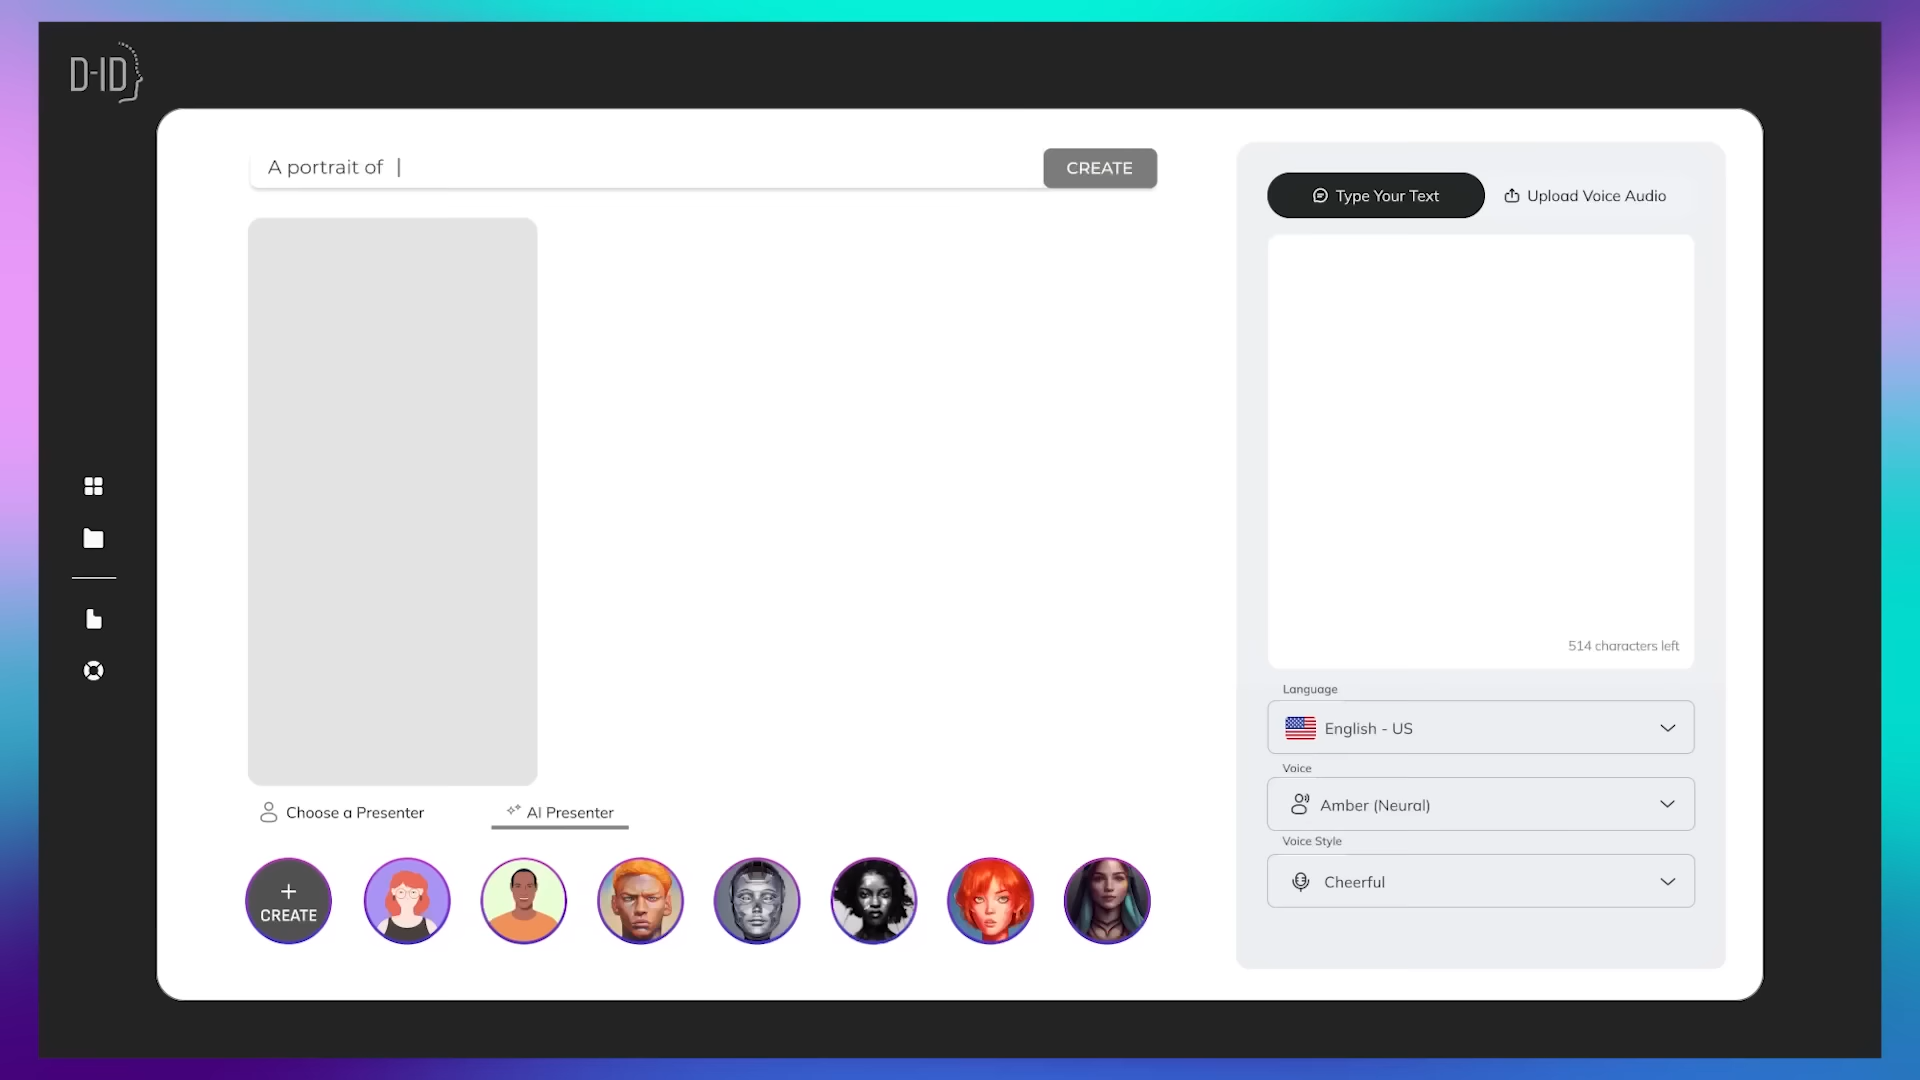 D-ID
A portrait of
CREATE
Type Your Text
Upload Voice Audio
514 characters left
Language
English - US
Voice
Amber (Neural)
Voice Style
Cheerful
Choose a Presenter
AI Presenter
+
CREATE